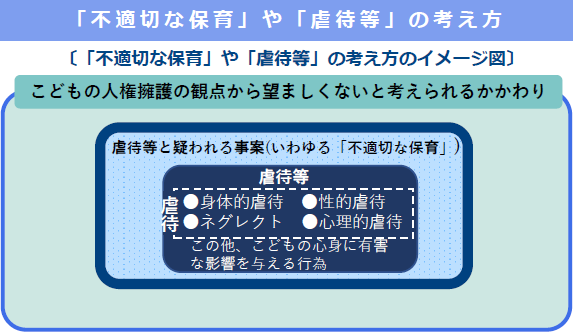 「不適切な保育」や「虐待等」の考え方
〔「不適切な保育」や「虐待等」の考え方のイメージ図〕
こどもの人権擁護の観点から望ましくないと考えられるかかわり
虐待等と疑われる事案(いわゆる「不適切な保育」)
虐待等
虐待
●身体的虐待 ●性的虐待
●ネグレクト ●心理的虐待
この他、こどもの心身に有害
な影響を与える行為